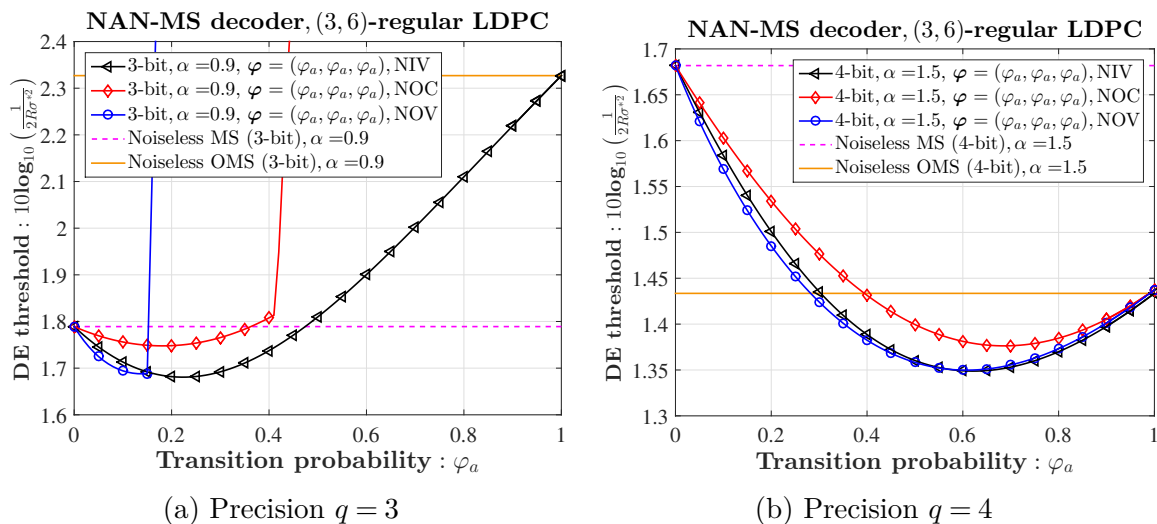 NAN-MS decoder, (3, 6)-regular LDPC
DE threshold : 10log₁₀ (1/(2Rσ*²))
2.4
2.3
2.2
2.1
2
1.9
1.8
1.7
1.6
3-bit, α =0.9, φ = (φₐ, φₐ, φₐ), NIV
3-bit, α =0.9, φ = (φₐ, φₐ, φₐ), NOC
3-bit, α =0.9, φ = (φₐ, φₐ, φₐ), NOV
Noiseless MS (3-bit), α =0.9
Noiseless OMS (3-bit), α =0.9
0 0.2 0.4 0.6 0.8 1
Transition probability : φₐ
(a) Precision q = 3
NAN-MS decoder, (3, 6)-regular LDPC
DE threshold : 10log₁₀ (1/(2Rσ*²))
1.7
1.65
1.6
1.55
1.5
1.45
1.4
1.35
1.3
4-bit, α =1.5, φ = (φₐ, φₐ, φₐ), NIV
4-bit, α =1.5, φ = (φₐ, φₐ, φₐ), NOC
4-bit, α =1.5, φ = (φₐ, φₐ, φₐ), NOV
Noiseless MS (4-bit), α =1.5
Noiseless OMS (4-bit), α =1.5
0 0.2 0.4 0.6 0.8 1
Transition probability : φₐ
(b) Precision q = 4